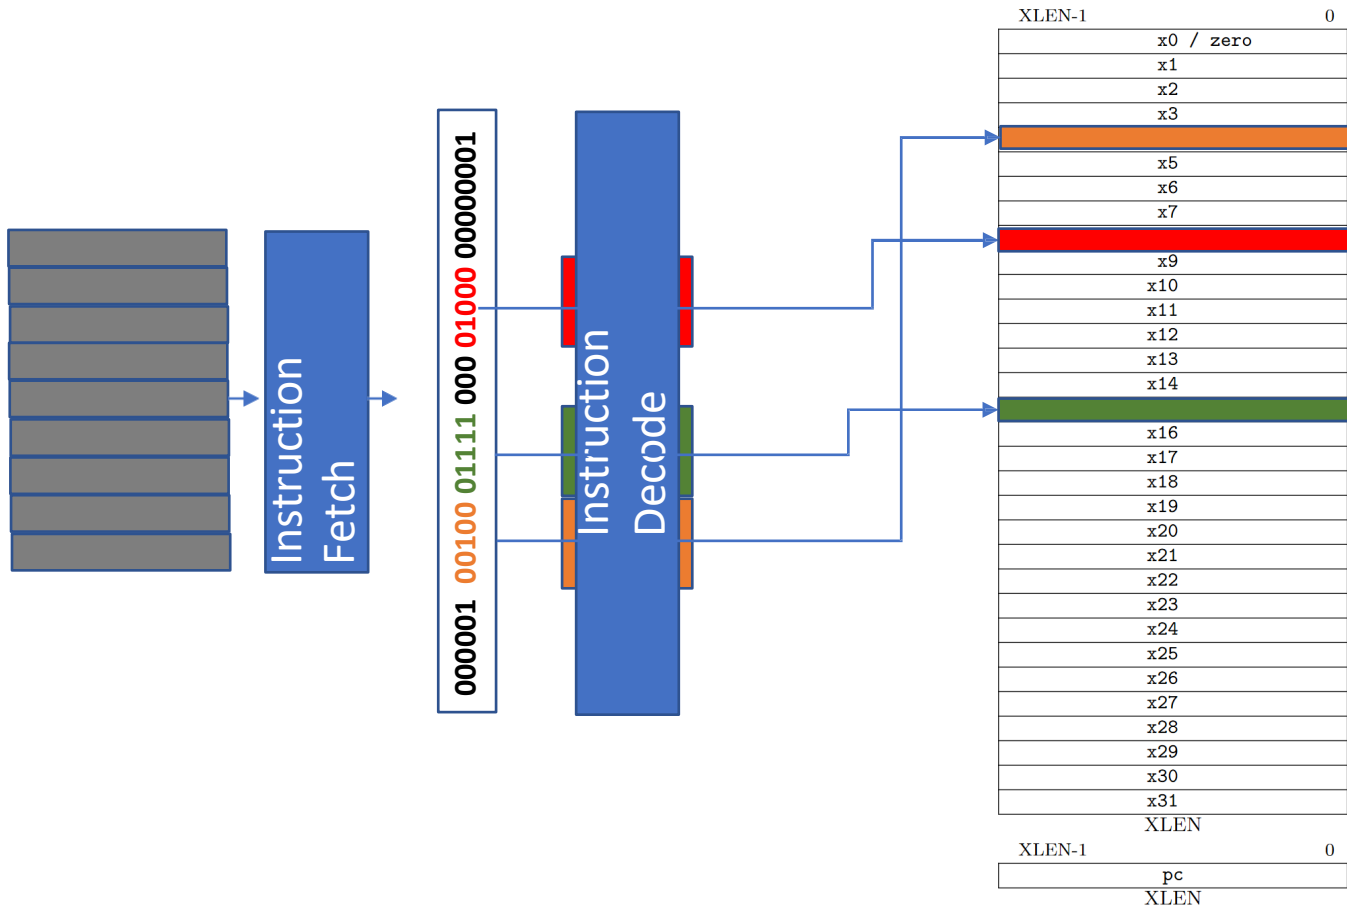 Instruction
Fetch
000001 00100 01111 000 01000 00000001
Instruction
Decode
XLEN-1 0
x0 / zero
x1
x2
x3
x5
x6
x7
x9
x10
x11
x12
x13
x14
x16
x17
x18
x19
x20
x21
x22
x23
x24
x25
x26
x27
x28
x29
x30
x31
XLEN
XLEN-1 0
pc
XLEN